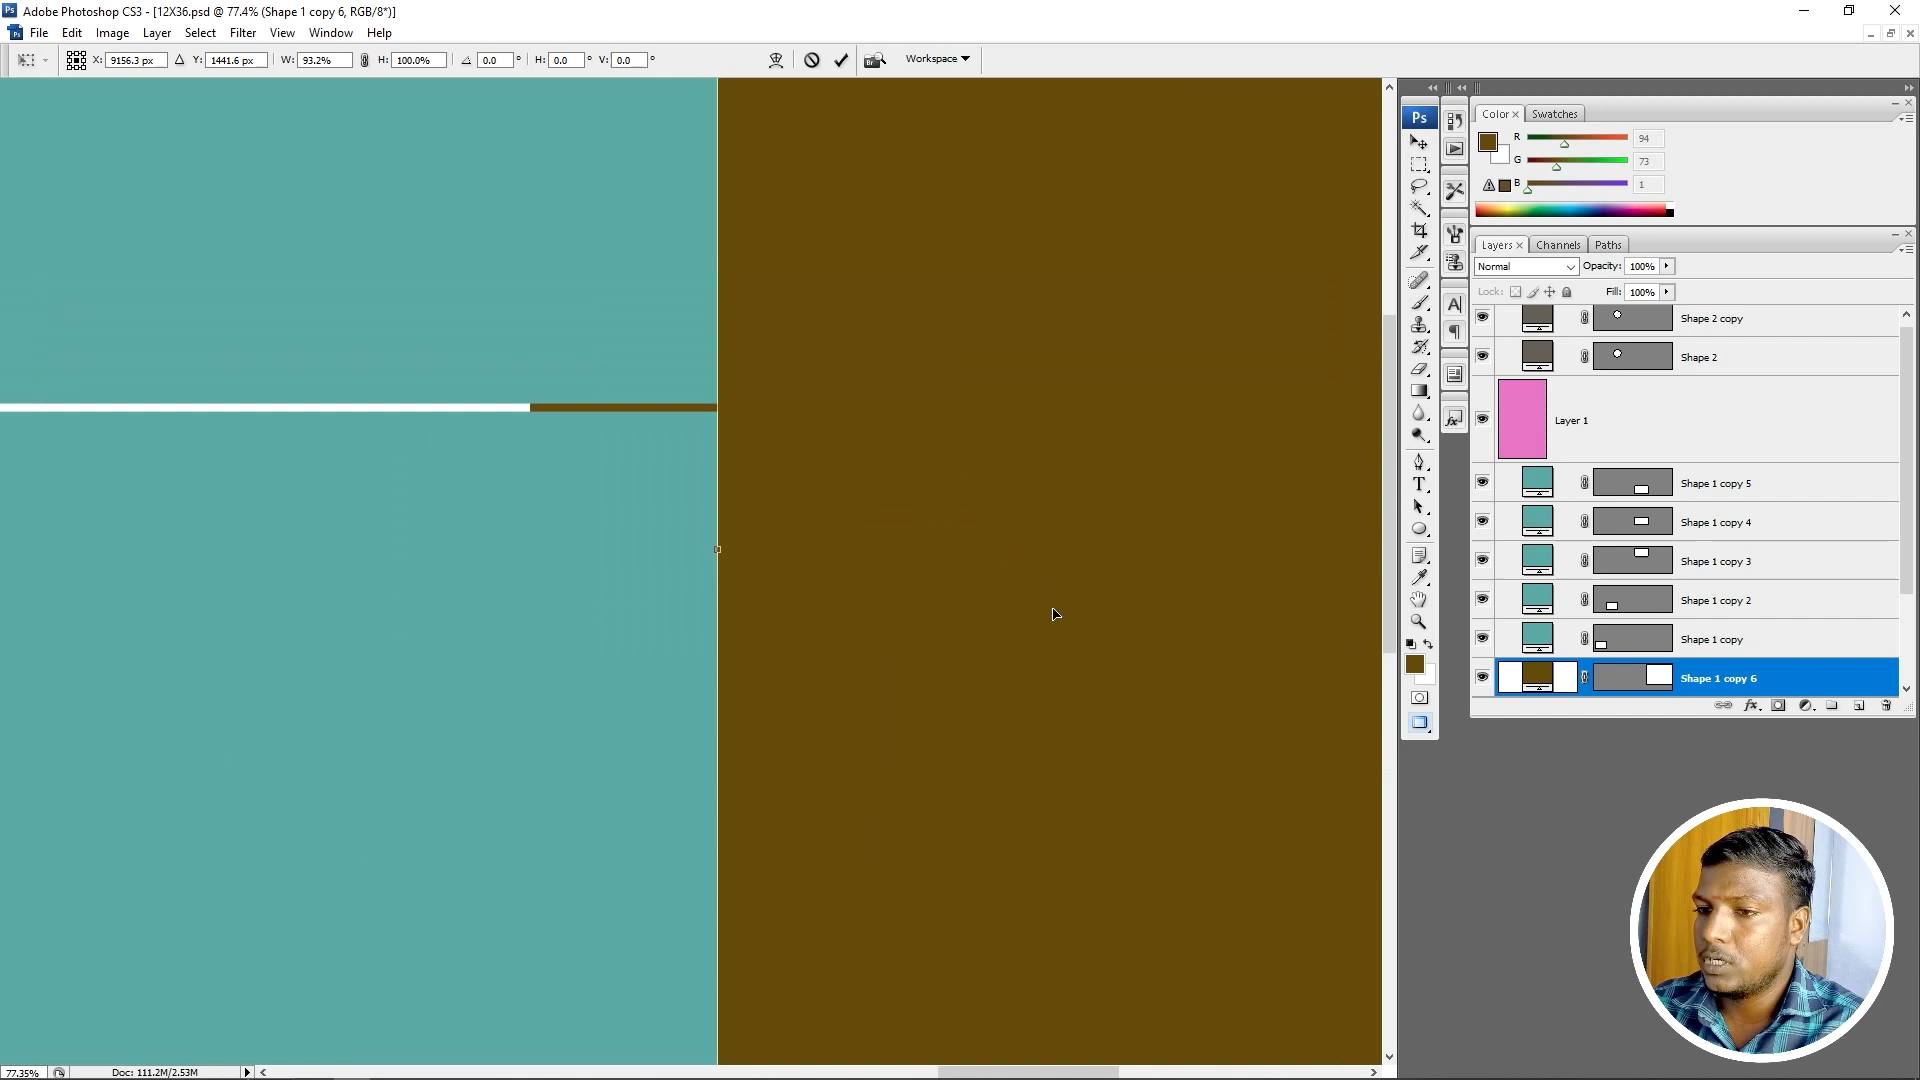 Ps Adobe Photoshop CS3 - [12X36.psd @ 77.4% (Shape 1 copy 6, RGB/8*)]
File Edit Image Layer Select Filter View Window Help
X: 9156.3 px Y: 1441.6 px W: 93.2% H: 100.0% 0.0 ° H: 0.0 ° V: 0.0 ° Workspace
Ps
Color Swatches
R 94
G 73
B 1
Layers Channels Paths
Normal Opacity: 100%
Lock: Fill: 100%
Shape 2 copy
Shape 2
Layer 1
Shape 1 copy 5
Shape 1 copy 4
Shape 1 copy 3
Shape 1 copy 2
Shape 1 copy
Shape 1 copy 6
77.35% Doc: 111.2M/2.53M